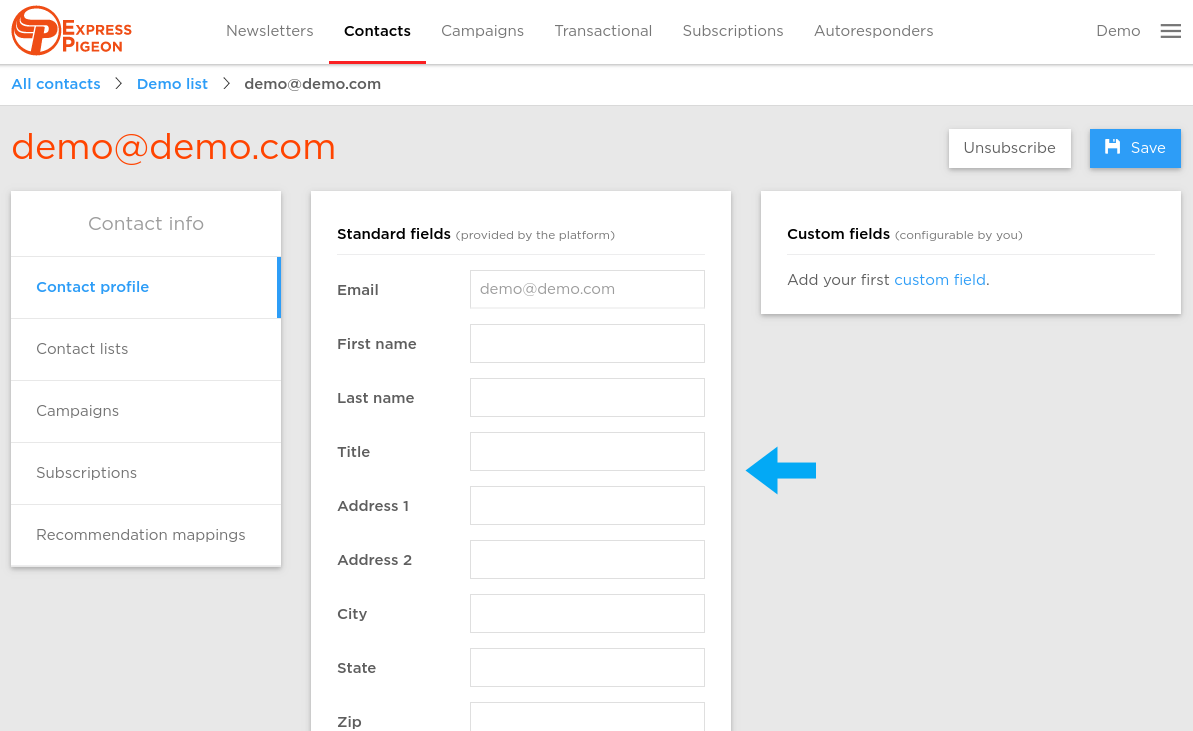 EXPRESS
PIGEON
Newsletters Contacts Campaigns Transactional Subscriptions Autoresponders Demo
All contacts > Demo list > demo@demo.com
demo@demo.com
Unsubscribe Save
Contact info
Contact profile
Contact lists
Campaigns
Subscriptions
Recommendation mappings
Standard fields (provided by the platform)
Email demo@demo.com
First name
Last name
Title
Address 1
Address 2
City
State
Zip
Custom fields (configurable by you)
Add your first custom field.